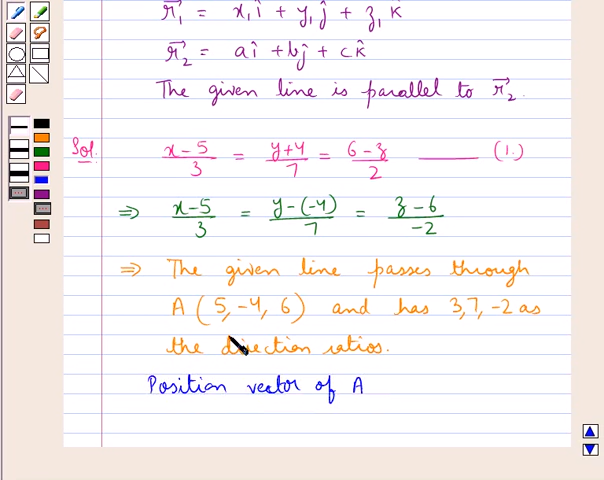 r₁⃗ = x₁î + y₁ĵ + z₁k
r₂⃗ = aî + bĵ + ck̂
The given line is parallel to r₂⃗.
Sol. (x-5)/3 = (y+4)/7 = (6-z)/2 —— (1.)
⇒ (x-5)/3 = (y-(-4))/7 = (z-6)/-2
⇒ The given line passes through
A (5, -4, 6) and has 3, 7, -2 as
the direction ratios.
Position vector of A